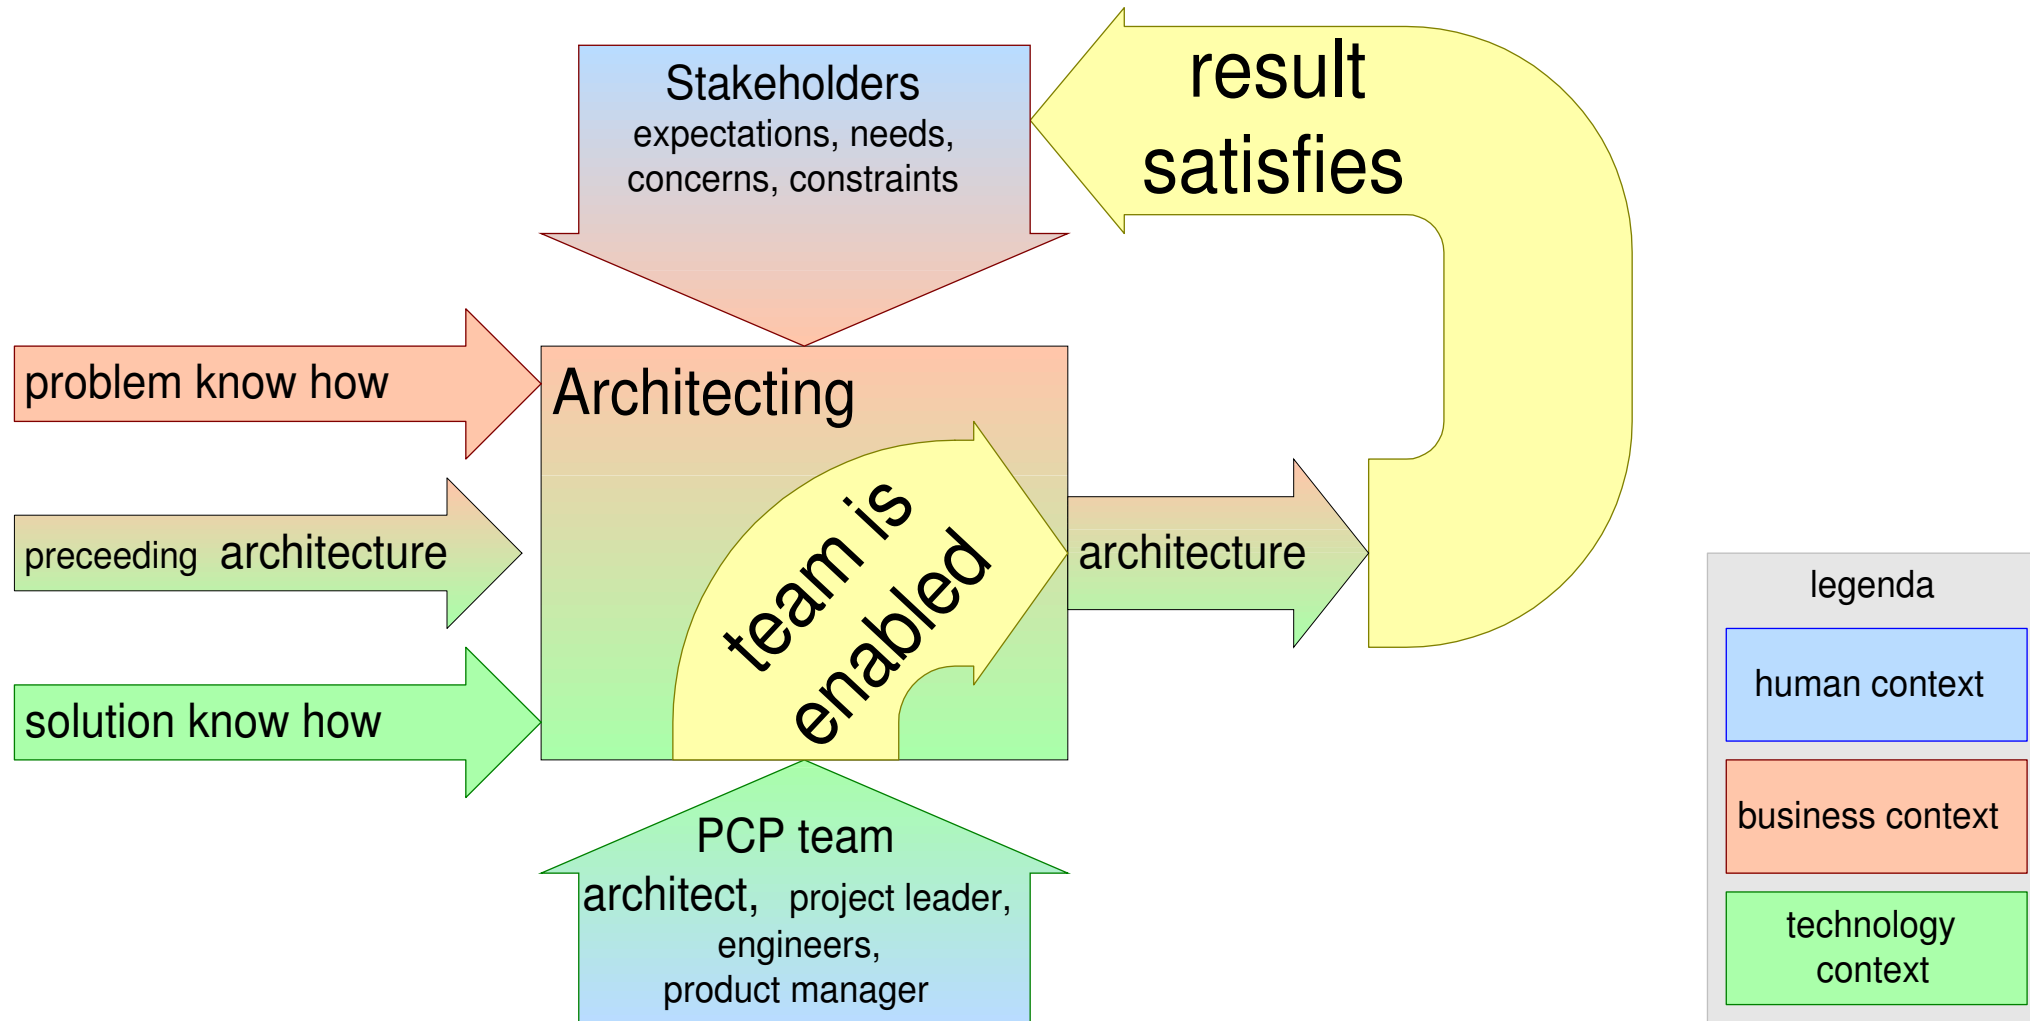 Stakeholders
expectations, needs,
concerns, constraints
result
satisfies
problem know how
Architecting
preceeding architecture
team is
enabled
architecture
solution know how
PCP team
architect, project leader,
engineers,
product manager
legenda
human context
business context
technology
context